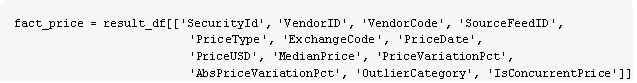 fact_price = result_df[['SecurityId', 'VendorID', 'VendorCode', 'SourceFeedID',
                        'PriceType', 'ExchangeCode', 'PriceDate',
                        'PriceUSD', 'MedianPrice', 'PriceVariationPct',
                        'AbsPriceVariationPct', 'OutlierCategory', 'IsConcurrentPrice']]